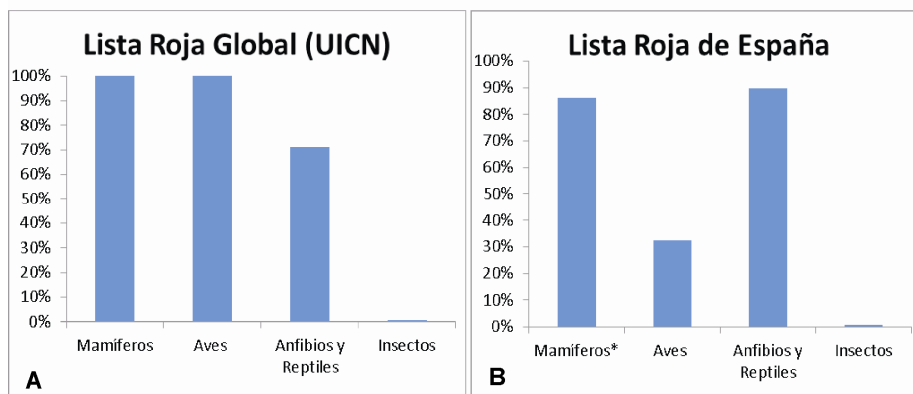 Lista Roja Global (UICN)
100%
90%
80%
70%
60%
50%
40%
30%
20%
10%
0%
Mamíferos
Aves
Anfibios y
Reptiles
Insectos
A
Lista Roja de España
100%
90%
80%
70%
60%
50%
40%
30%
20%
10%
0%
Mamíferos*
Aves
Anfibios y
Reptiles
Insectos
B